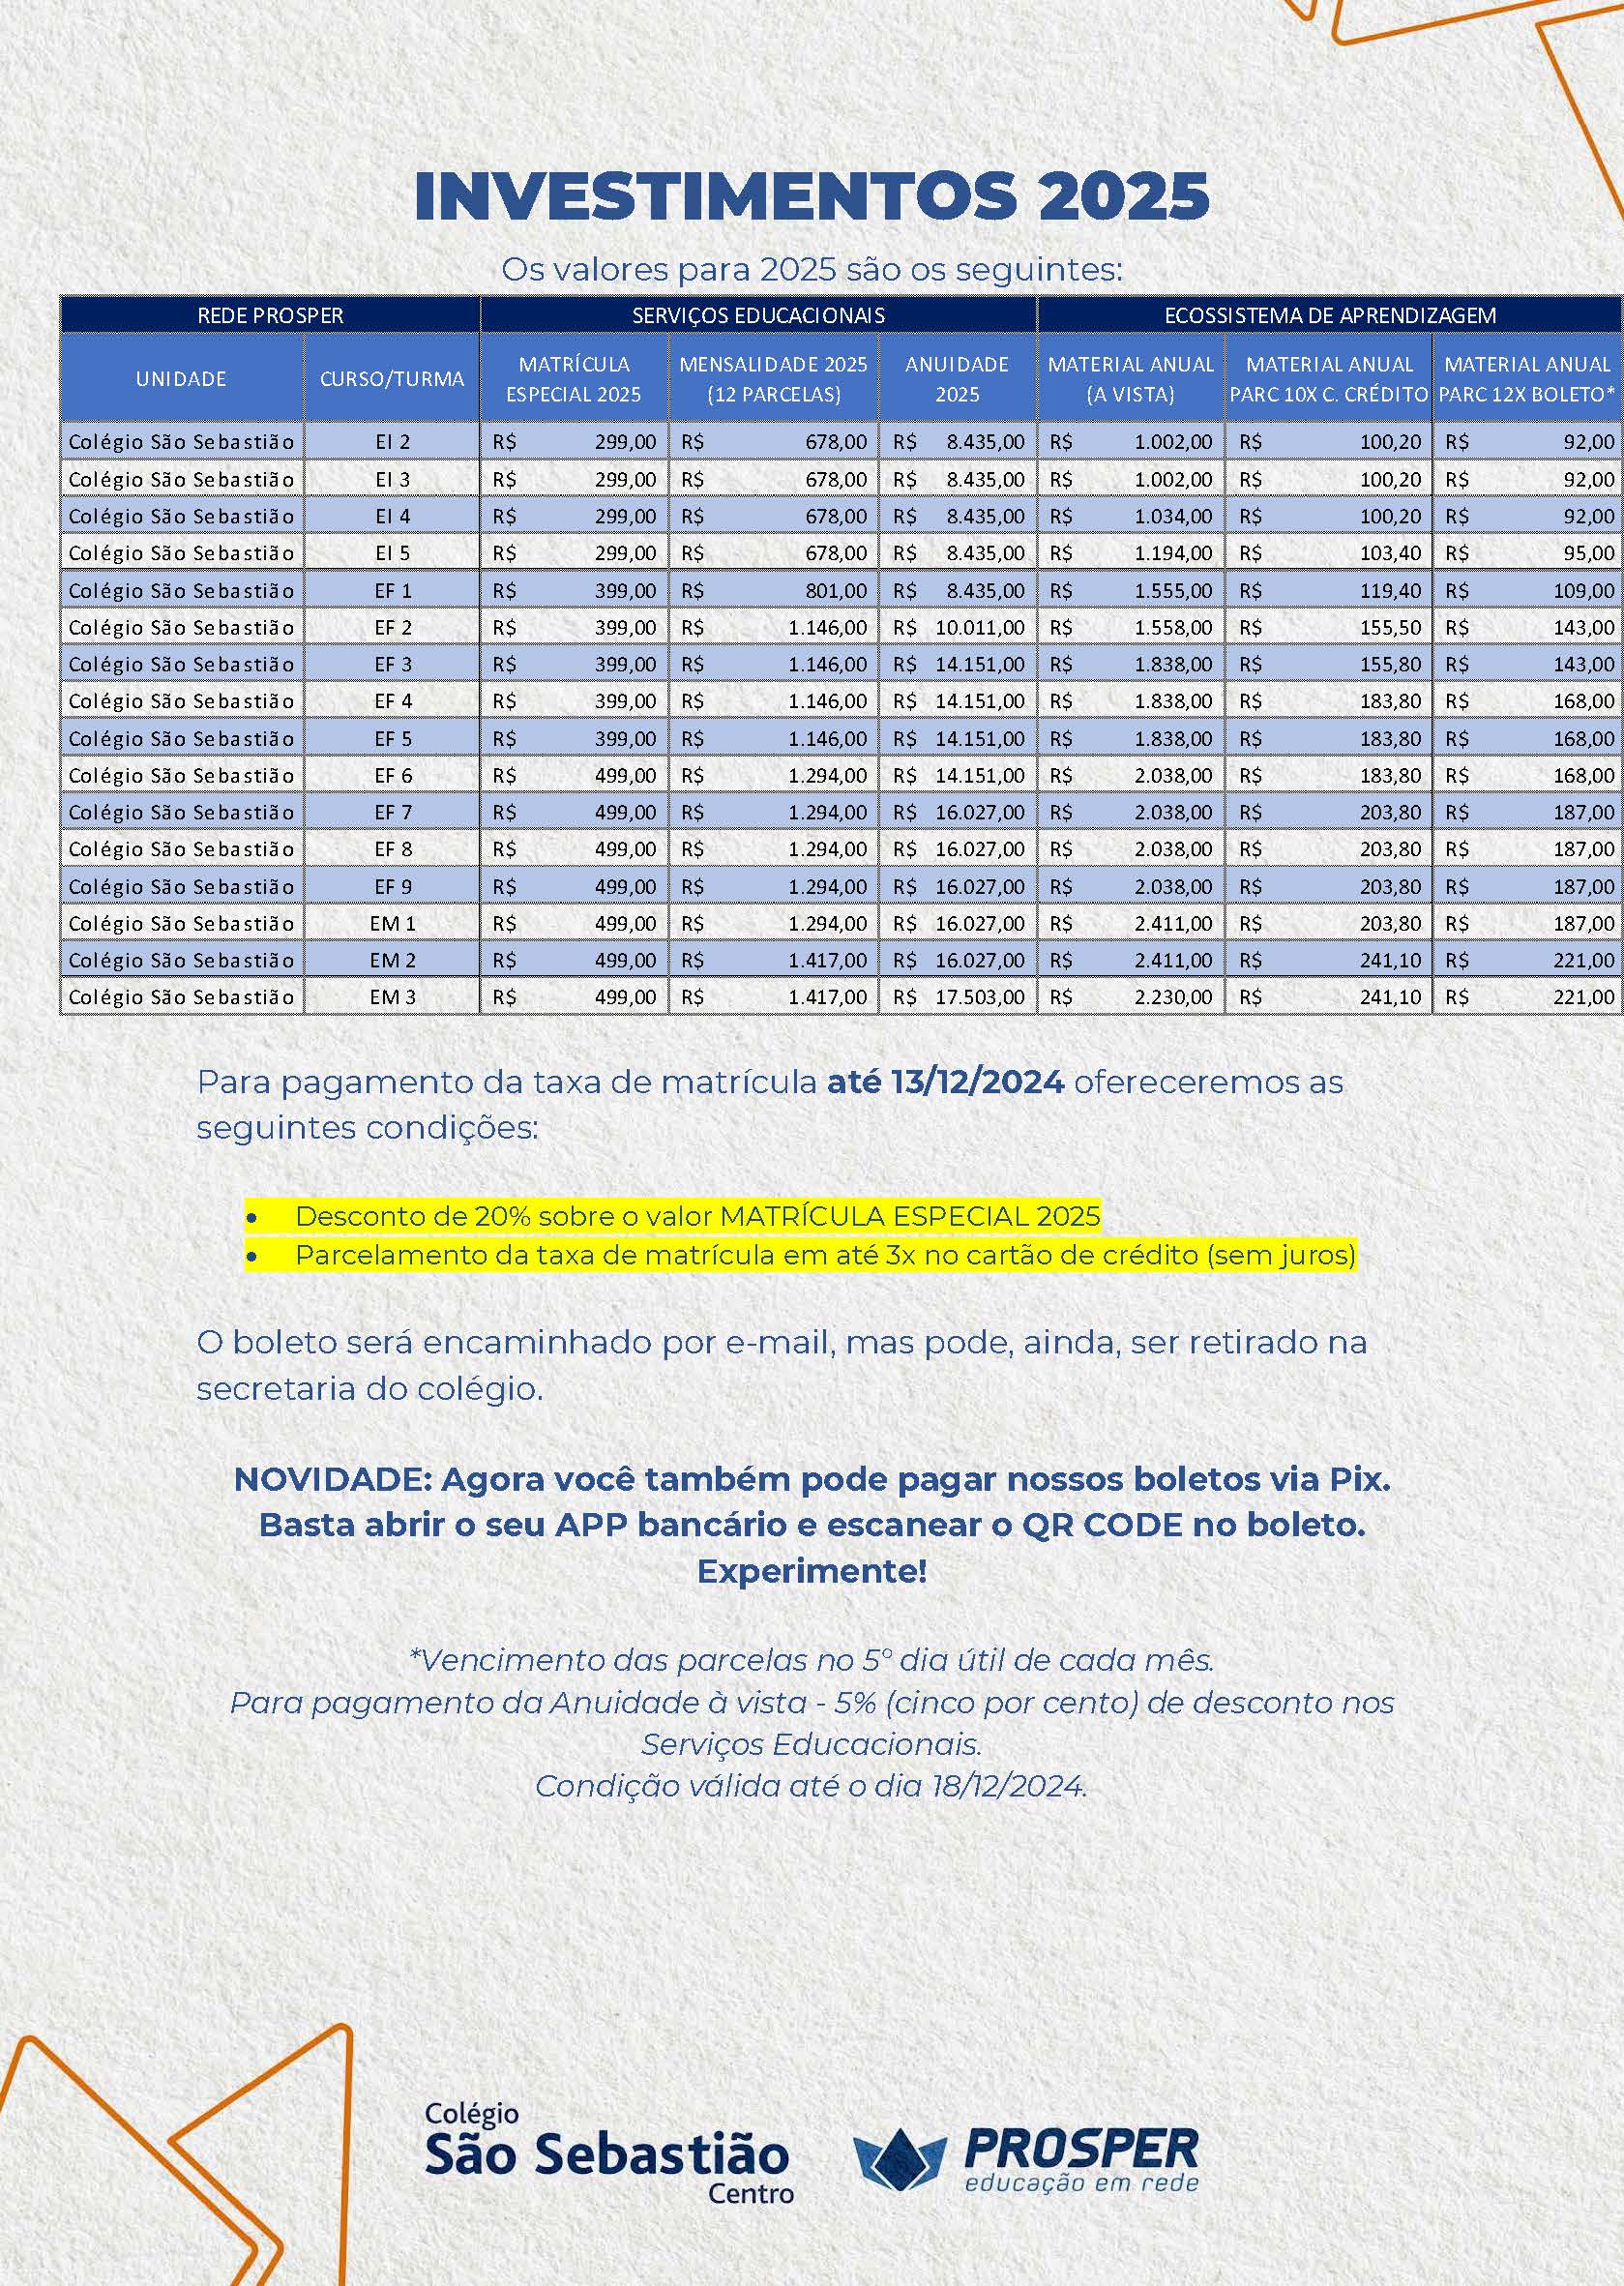 INVESTIMENTOS 2025
Os valores para 2025 são os seguintes:
REDE PROSPER SERVIÇOS EDUCACIONAIS ECOSSISTEMA DE APRENDIZAGEM
UNIDADE CURSO/TURMA MATRÍCULA ESPECIAL 2025 MENSALIDADE 2025 (12 PARCELAS) ANUIDADE 2025 MATERIAL ANUAL (A VISTA) MATERIAL ANUAL PARC 10X C. CRÉDITO MATERIAL ANUAL PARC 12X BOLETO*
Colégio São Sebastião EI 2 R$ 299,00 R$ 678,00 R$ 8.435,00 R$ 1.002,00 R$ 100,20 R$ 92,00
Colégio São Sebastião EI 3 R$ 299,00 R$ 678,00 R$ 8.435,00 R$ 1.002,00 R$ 100,20 R$ 92,00
Colégio São Sebastião EI 4 R$ 299,00 R$ 678,00 R$ 8.435,00 R$ 1.034,00 R$ 100,20 R$ 92,00
Colégio São Sebastião EI 5 R$ 299,00 R$ 678,00 R$ 8.435,00 R$ 1.194,00 R$ 103,40 R$ 95,00
Colégio São Sebastião EF 1 R$ 399,00 R$ 801,00 R$ 8.435,00 R$ 1.555,00 R$ 119,40 R$ 109,00
Colégio São Sebastião EF 2 R$ 399,00 R$ 1.146,00 R$ 10.011,00 R$ 1.558,00 R$ 155,50 R$ 143,00
Colégio São Sebastião EF 3 R$ 399,00 R$ 1.146,00 R$ 14.151,00 R$ 1.838,00 R$ 155,80 R$ 143,00
Colégio São Sebastião EF 4 R$ 399,00 R$ 1.146,00 R$ 14.151,00 R$ 1.838,00 R$ 183,80 R$ 168,00
Colégio São Sebastião EF 5 R$ 399,00 R$ 1.146,00 R$ 14.151,00 R$ 1.838,00 R$ 183,80 R$ 168,00
Colégio São Sebastião EF 6 R$ 499,00 R$ 1.294,00 R$ 14.151,00 R$ 2.038,00 R$ 183,80 R$ 168,00
Colégio São Sebastião EF 7 R$ 499,00 R$ 1.294,00 R$ 16.027,00 R$ 2.038,00 R$ 203,80 R$ 187,00
Colégio São Sebastião EF 8 R$ 499,00 R$ 1.294,00 R$ 16.027,00 R$ 2.038,00 R$ 203,80 R$ 187,00
Colégio São Sebastião EF 9 R$ 499,00 R$ 1.294,00 R$ 16.027,00 R$ 2.038,00 R$ 203,80 R$ 187,00
Colégio São Sebastião EM 1 R$ 499,00 R$ 1.294,00 R$ 16.027,00 R$ 2.411,00 R$ 203,80 R$ 187,00
Colégio São Sebastião EM 2 R$ 499,00 R$ 1.417,00 R$ 16.027,00 R$ 2.411,00 R$ 241,10 R$ 221,00
Colégio São Sebastião EM 3 R$ 499,00 R$ 1.417,00 R$ 17.503,00 R$ 2.230,00 R$ 241,10 R$ 221,00
Para pagamento da taxa de matrícula até 13/12/2024 ofereceremos as
seguintes condições:
• Desconto de 20% sobre o valor MATRÍCULA ESPECIAL 2025
• Parcelamento da taxa de matrícula em até 3x no cartão de crédito (sem juros)
O boleto será encaminhado por e-mail, mas pode, ainda, ser retirado na
secretaria do colégio.
NOVIDADE: Agora você também pode pagar nossos boletos via Pix.
Basta abrir o seu APP bancário e escanear o QR CODE no boleto.
Experimente!
*Vencimento das parcelas no 5º dia útil de cada mês.
Para pagamento da Anuidade à vista - 5% (cinco por cento) de desconto nos
Serviços Educacionais.
Condição válida até o dia 18/12/2024.
Colégio
São Sebastião
Centro
PROSPER
educação em rede